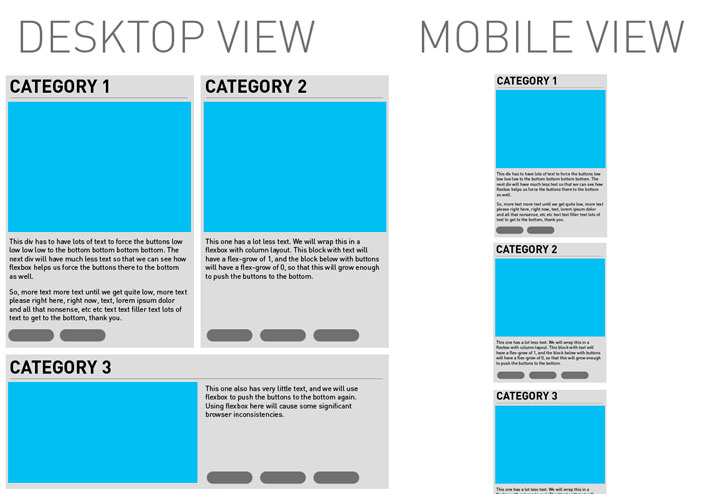 DESKTOP VIEW
MOBILE VIEW
CATEGORY 1
This div has to have lots of text to force the buttons low
low low low to the bottom bottom bottom bottom. The
next div will have much less text so that we can see how
flexbox helps us force the buttons there to the bottom
as well.
So, more text more text until we get quite low, more text
please right here, right now, text, lorem ipsum dolor
and all that nonsense, etc etc text text filler text lots of
text to get to the bottom, thank you.
CATEGORY 2
This one has a lot less text. We will wrap this in a
flexbox with column layout. This block with text will
have a flex-grow of 1, and the block below with buttons
will have a flex-grow of 0, so that this will grow enough
to push the buttons to the bottom.
CATEGORY 3
This one also has very little text, and we will use
flexbox to push the buttons to the bottom again.
Using flexbox here will cause some significant
browser inconsistencies.
CATEGORY 1
This div has to have lots of text to force the buttons low
low low low to the bottom bottom bottom bottom. The
next div will have much less text so that we can see how
flexbox helps us force the buttons there to the bottom
as well.
So, more text more text until we get quite low, more text
please right here, right now, text, lorem ipsum dolor
and all that nonsense, etc etc text text filler text lots of
text to get to the bottom, thank you.
CATEGORY 2
This one has a lot less text. We will wrap this in a
flexbox with column layout. This block with text will
have a flex-grow of 1, and the block below with buttons
will have a flex-grow of 0, so that this will grow enough
to push the buttons to the bottom.
CATEGORY 3
This one has a lot less text. We will wrap this in a